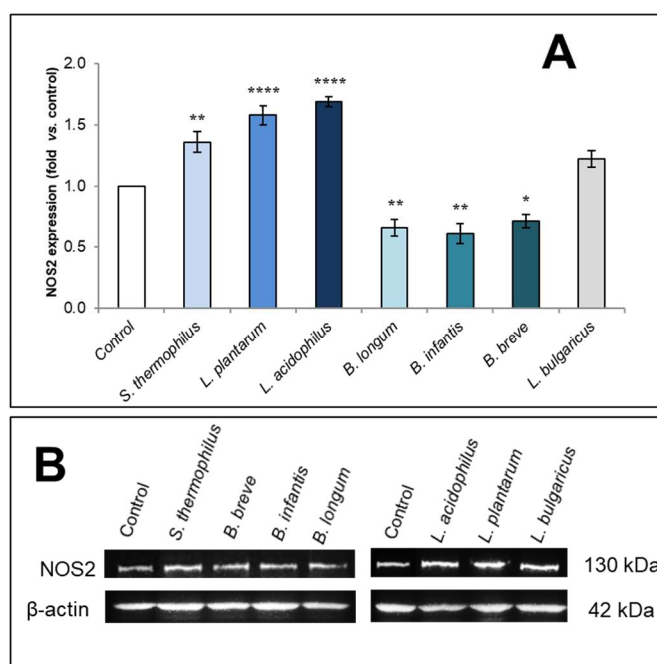 A
NOS2 expression (fold vs. control)
2.0
1.5
1.0
0.5
0.0
**
****
****
**
**
*
Control
S. thermophilus
L. plantarum
L. acidophilus
B. longum
B. infantis
B. breve
L. bulgaricus
B
Control
S. thermophilus
B. breve
B. infantis
B. longum
Control
L. acidophilus
L. plantarum
L. bulgaricus
NOS2
130 kDa
β-actin
42 kDa